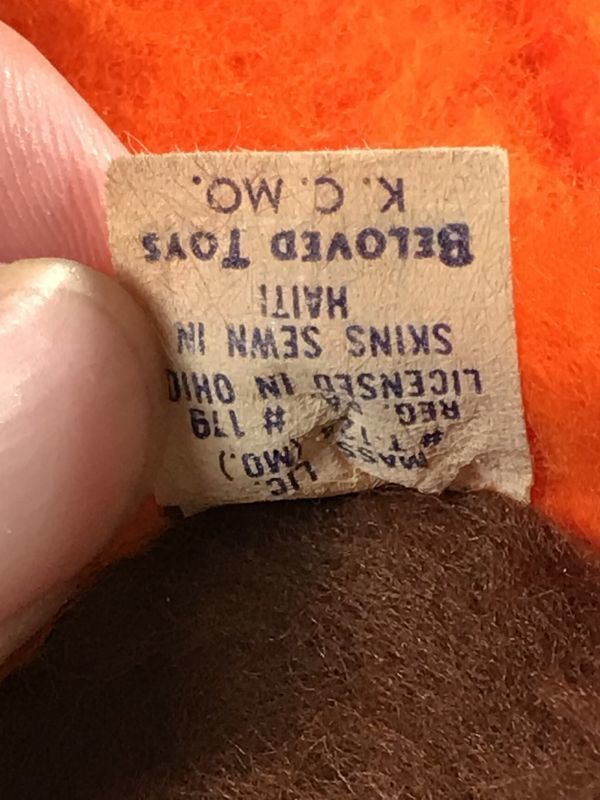 MASS LIC.
(MO.)
REG. # 179
LICENSED IN OHIO
SKINS SEWN IN
HAITI
BELOVED TOYS
K. C. MO.